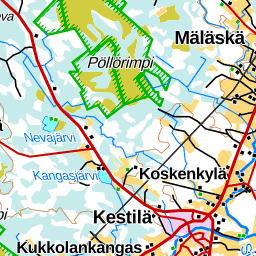 Mäläskä
Pöllörimpi
Nevajärvi
Kangasjärvi
Koskenkylä
Kestilä
Kukkolankangas